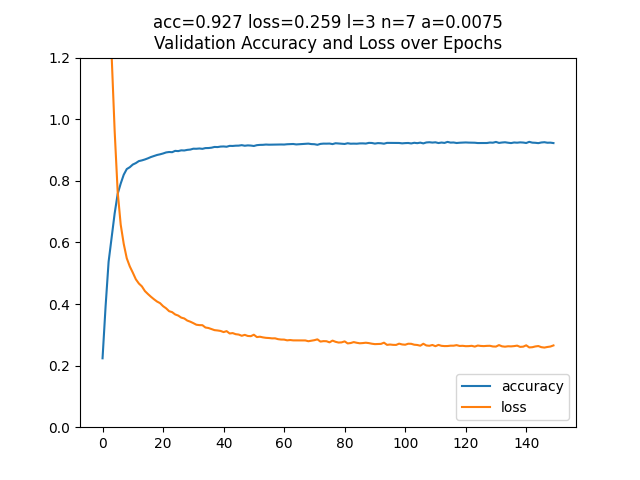 acc=0.927 loss=0.259 l=3 n=7 a=0.0075
Validation Accuracy and Loss over Epochs
1.2
1.0
0.8
0.6
0.4
0.2
0.0
accuracy
loss
0 20 40 60 80 100 120 140